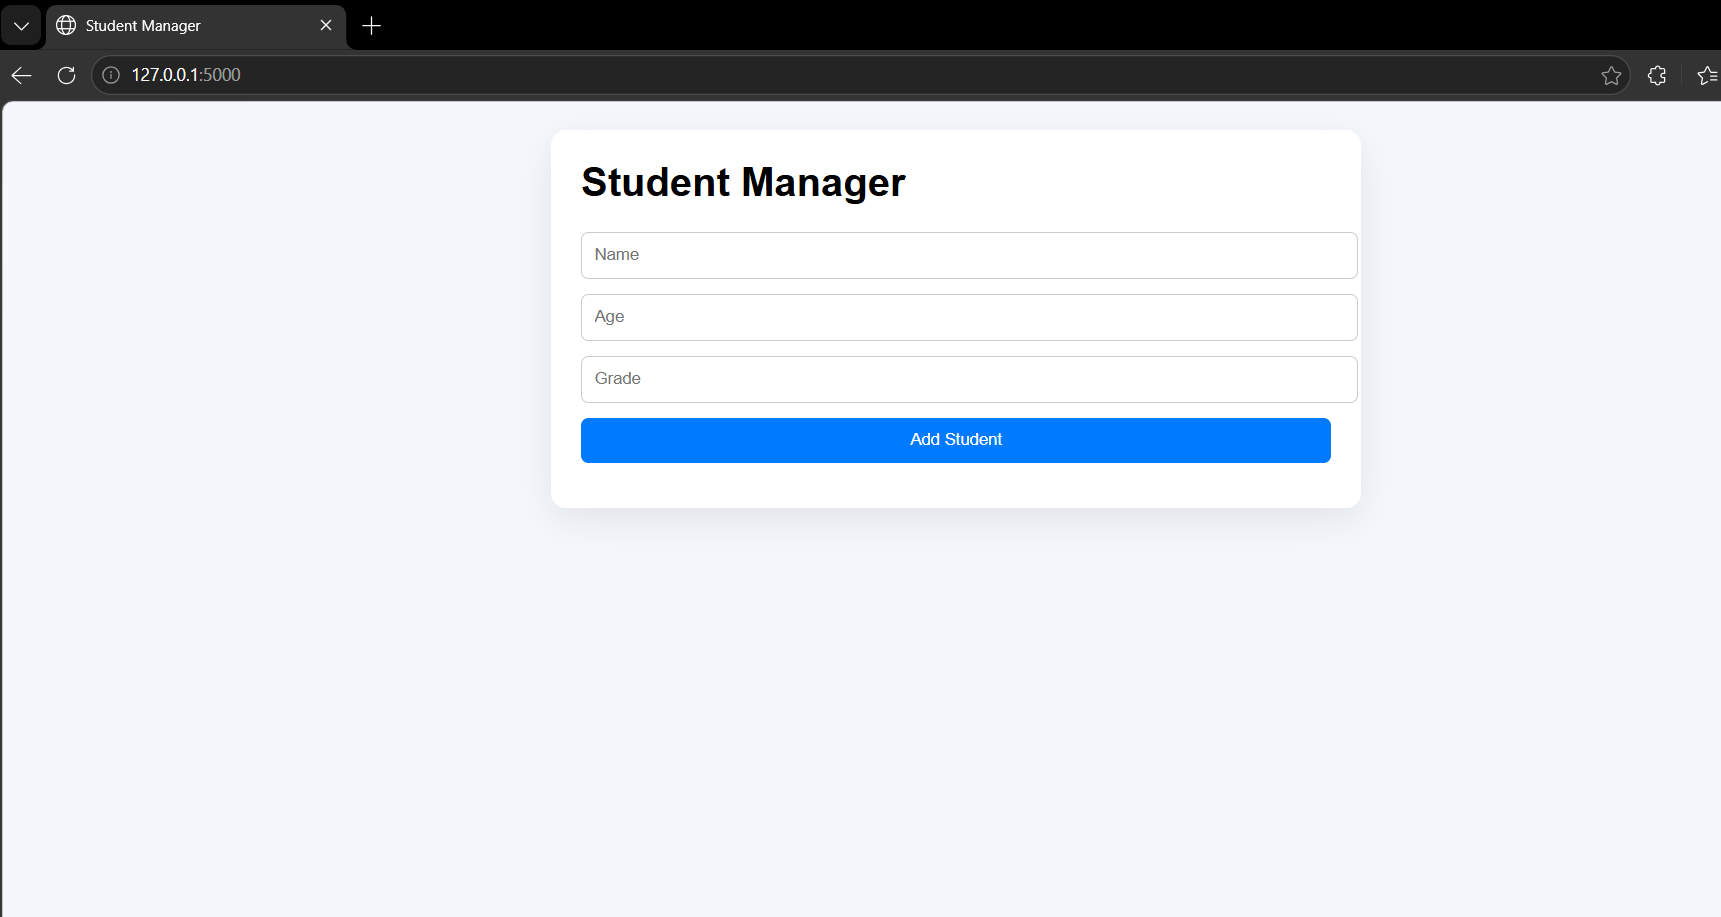 Student Manager
127.0.0.1:5000
Student Manager
Name
Age
Grade
Add Student